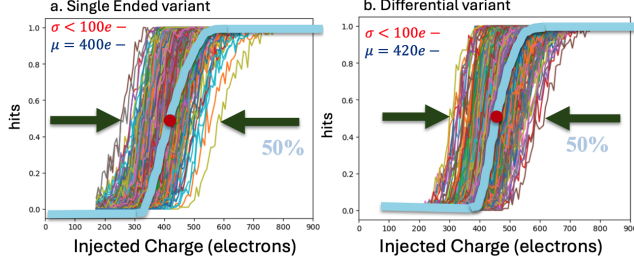 a. Single Ended variant
σ < 100e −
μ = 400e −
hits
1.0
0.8
0.6
0.4
0.2
0.0
50%
0 100 200 300 400 500 600 700 800 900
Injected Charge (electrons)
b. Differential variant
σ < 100e −
μ = 420e −
hits
1.0
0.8
0.6
0.4
0.2
0.0
50%
0 100 200 300 400 500 600 700 800 900
Injected Charge (electrons)